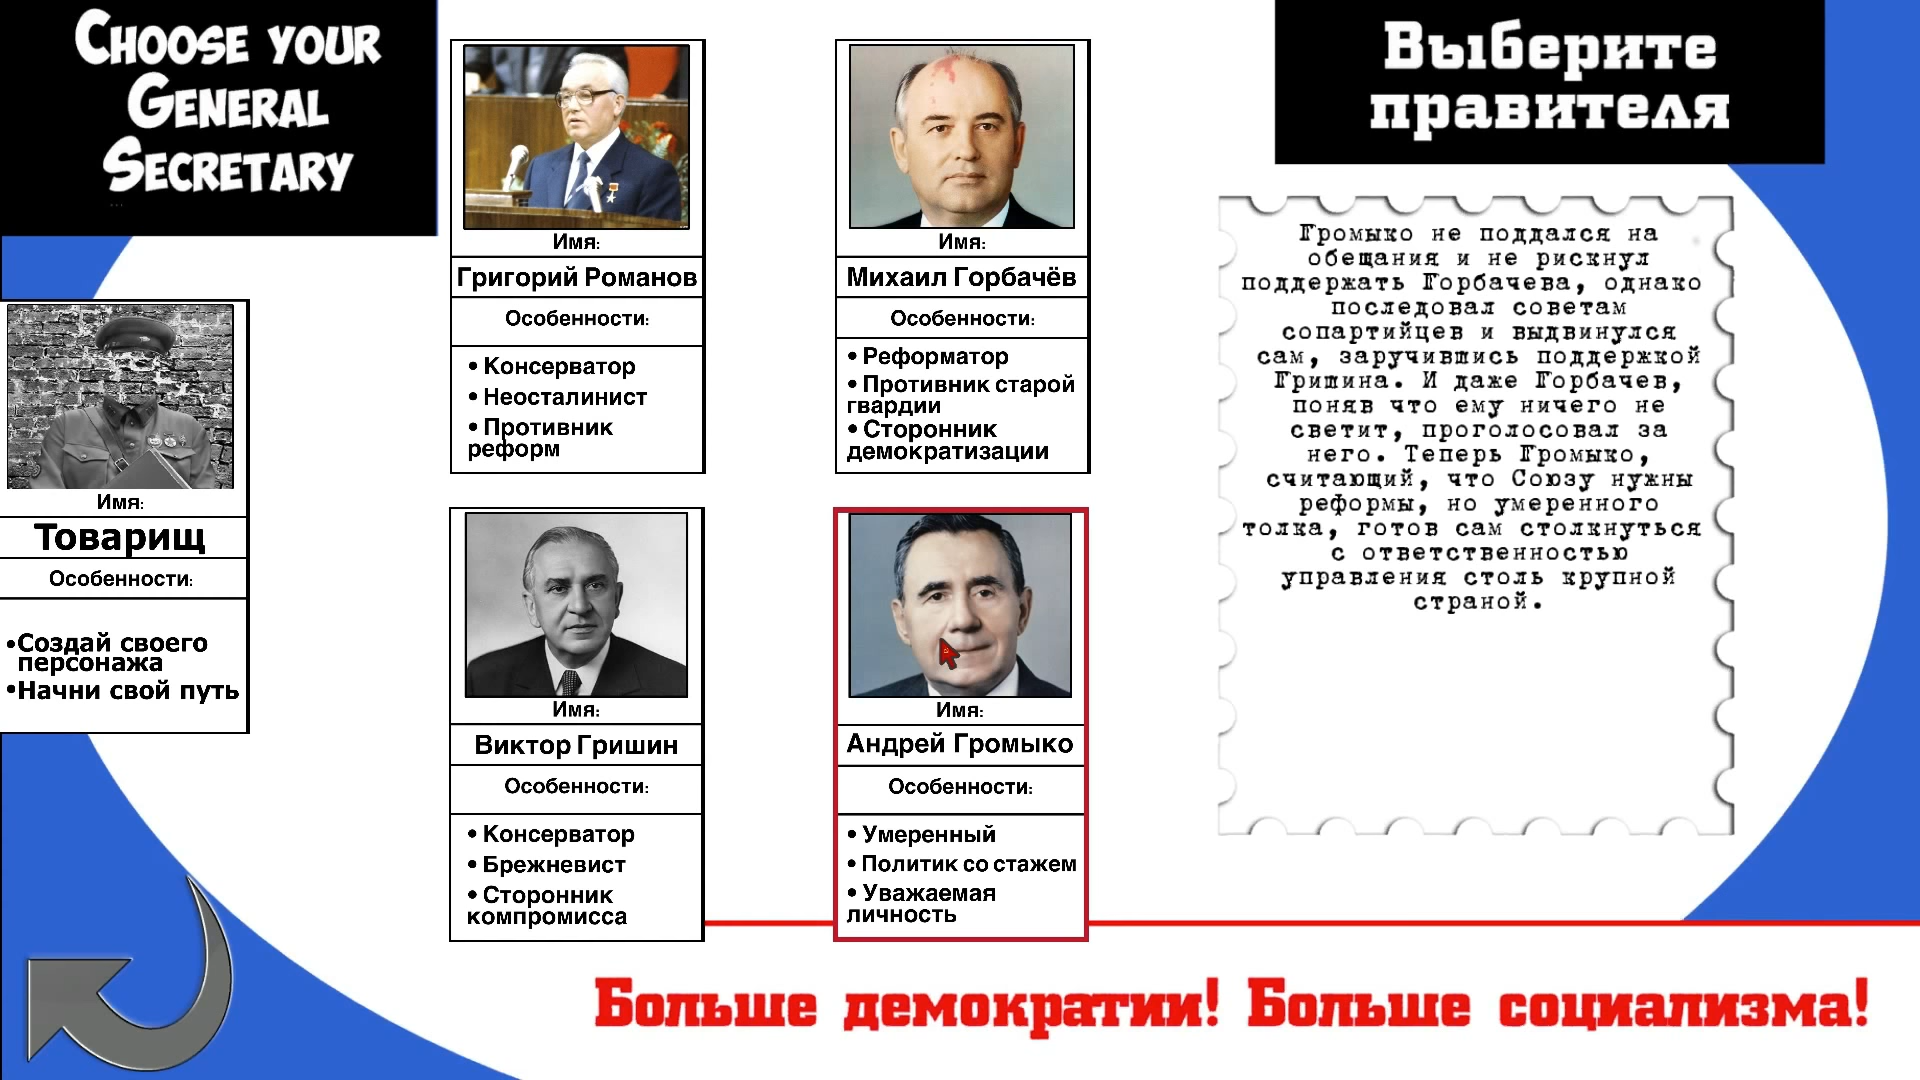 CHOOSE YOUR
GENERAL
SECRETARY
Выберите
правителя
Имя:
Товарищ
Особенности:
•Создай своего
персонажа
•Начни свой путь
Имя:
Григорий Романов
Особенности:
• Консерватор
• Неосталинист
• Противник
реформ
Имя:
Михаил Горбачёв
Особенности:
• Реформатор
• Противник старой
гвардии
• Сторонник
демократизации
Имя:
Виктор Гришин
Особенности:
• Консерватор
• Брежневист
• Сторонник
компромисса
Имя:
Андрей Громыко
Особенности:
• Умеренный
• Политик со стажем
• Уважаемая
личность
Громыко не поддался на
обещания и не рискнул
поддержать Горбачева, однако
последовал советам
сопартийцев и выдвинулся
сам, заручившись поддержкой
Гришина. И даже Горбачев,
поняв что ему ничего не
светит, проголосовал за
него. Теперь Громыко,
считающий, что Союзу нужны
реформы, но умеренного
толка, готов сам столкнуться
с ответственностью
управления столь крупной
страной.
Больше демократии! Больше социализма!